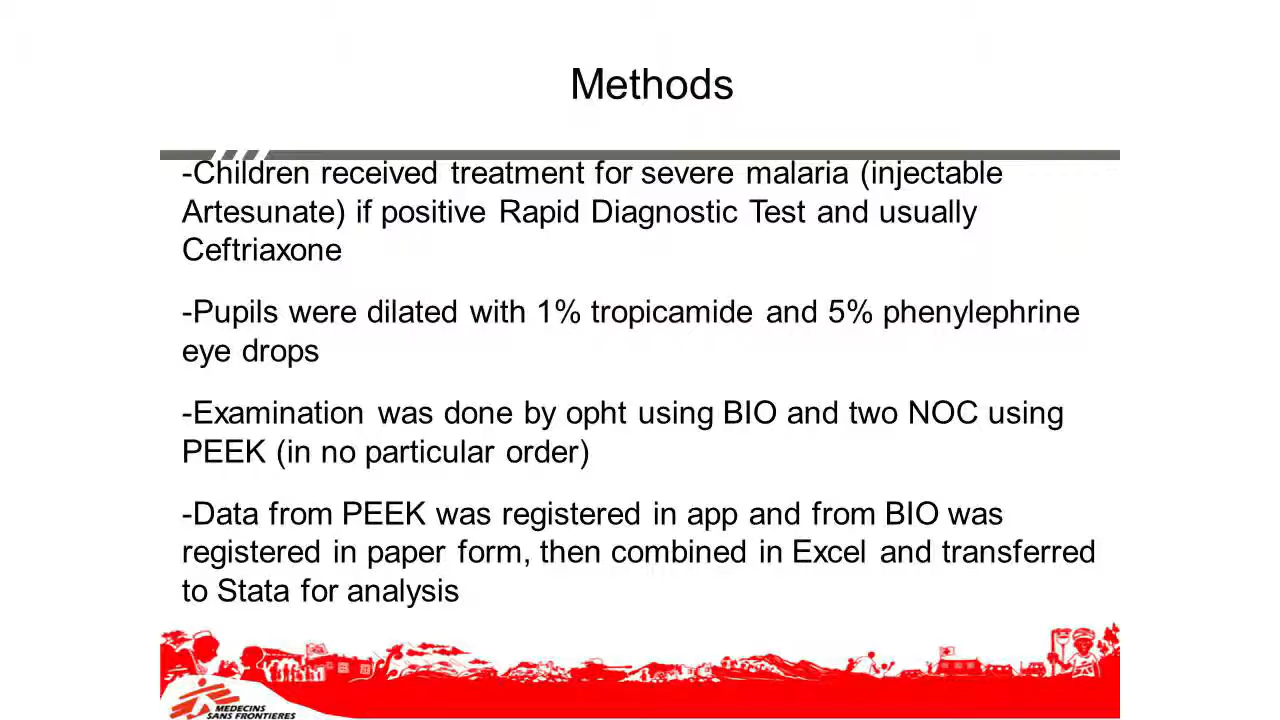 Methods
-Children received treatment for severe malaria (injectable
Artesunate) if positive Rapid Diagnostic Test and usually
Ceftriaxone
-Pupils were dilated with 1% tropicamide and 5% phenylephrine
eye drops
-Examination was done by opht using BIO and two NOC using
PEEK (in no particular order)
-Data from PEEK was registered in app and from BIO was
registered in paper form, then combined in Excel and transferred
to Stata for analysis
MEDECINS
SANS FRONTIERES